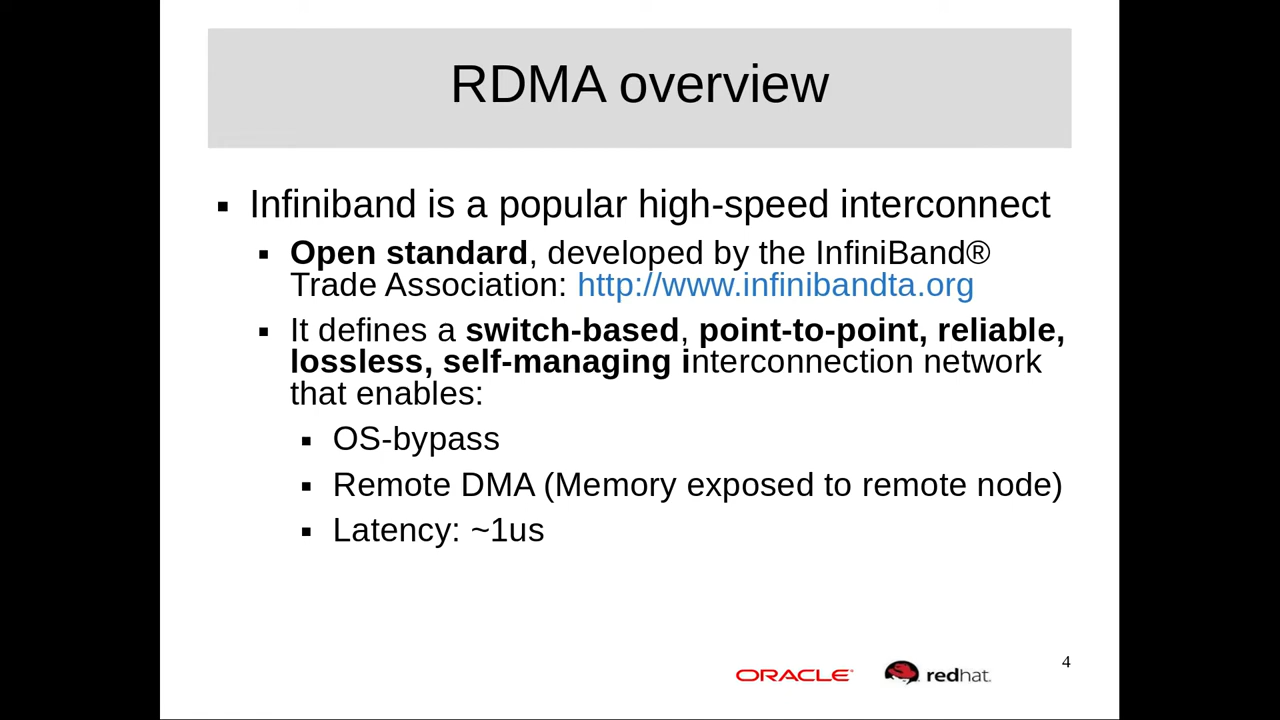 RDMA overview
▪ Infiniband is a popular high-speed interconnect
▪ Open standard, developed by the InfiniBand®
Trade Association: http://www.infinibandta.org
▪ It defines a switch-based, point-to-point, reliable,
lossless, self-managing interconnection network
that enables:
▪ OS-bypass
▪ Remote DMA (Memory exposed to remote node)
▪ Latency: ~1us
ORACLE redhat.
4